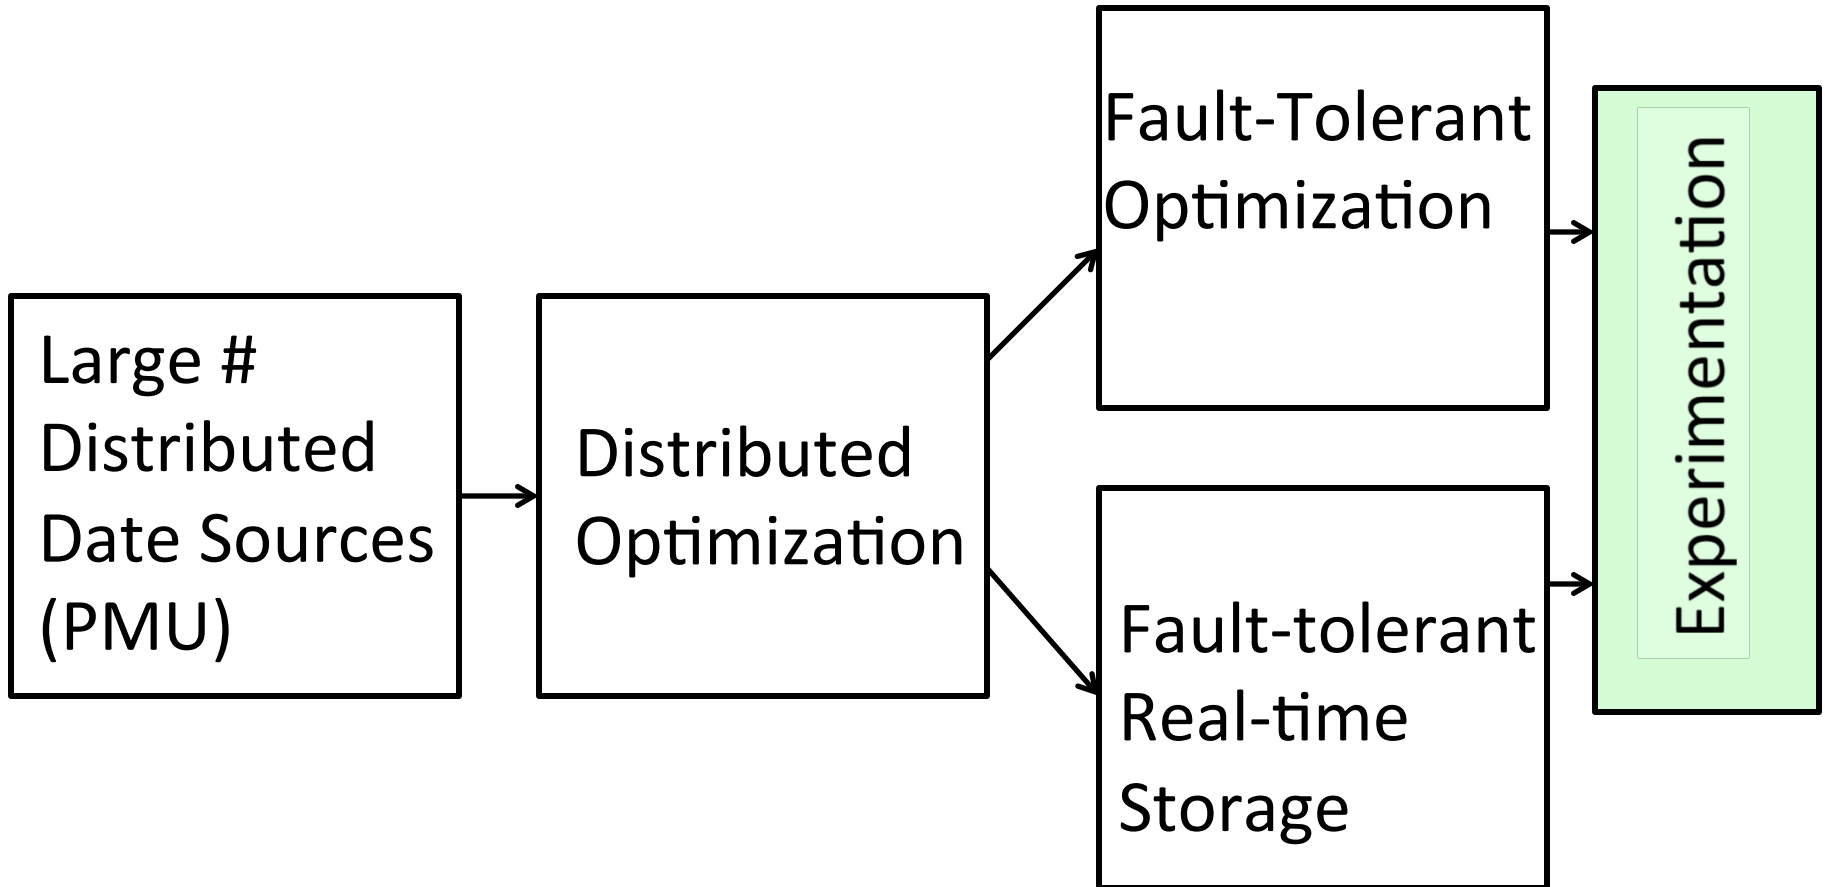 Large #
Distributed
Date Sources
(PMU)
Distributed
Optimization
Fault-Tolerant
Optimization
Fault-tolerant
Real-time
Storage
Experimentation